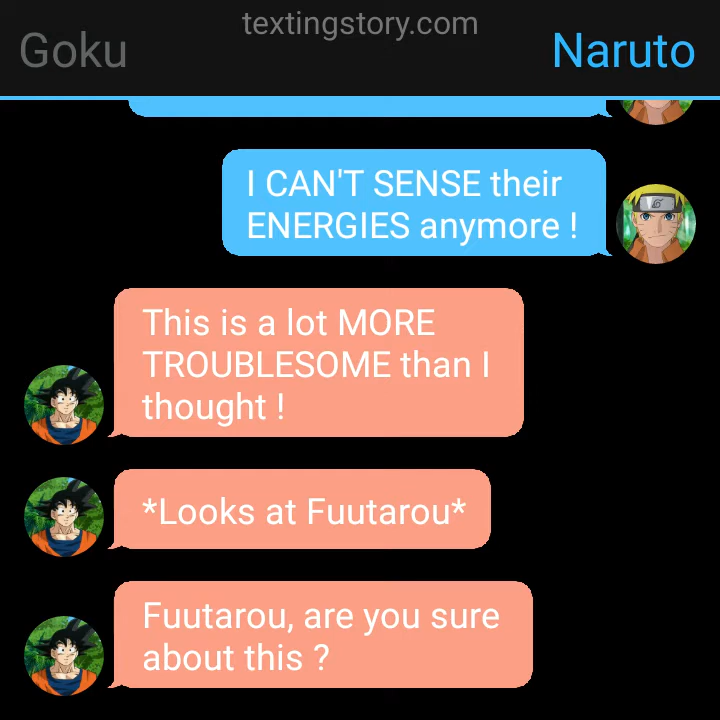 textingstory.com
Goku
Naruto
I CAN'T SENSE their
ENERGIES anymore !
This is a lot MORE
TROUBLESOME than I
thought !
*Looks at Fuutarou*
Fuutarou, are you sure
about this ?